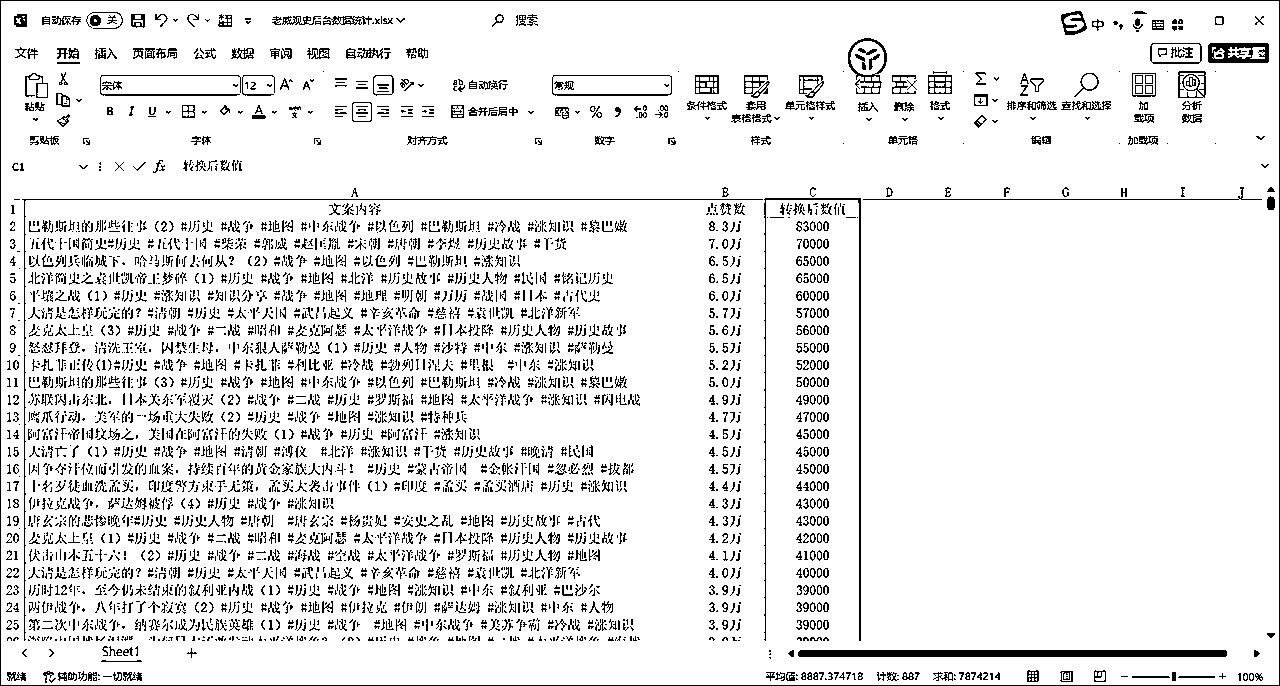 自动保存 关 老威观史后台数据统计.xlsx 搜索 中
文件 开始 插入 页面布局 公式 数据 审阅 视图 自动执行 帮助 批注 共享
粘贴 宋体 12 自动换行 常规 条件格式 套用表格格式 单元格样式 插入 删除 格式 排序和筛选 查找和选择 加载项 分析数据
B I U 合并后居中
剪贴板 字体 对齐方式 数字 样式 单元格 编辑 加载项
C1 fx 转换后数值
A B C D E F G H I J
1 文案内容 点赞数 转换后数值
2 巴勒斯坦的那些往事（2）#历史 #战争 #地图 #中东战争 #以色列 #巴勒斯坦 #冷战 #涨知识 #黎巴嫩 8.3万 83000
3 五代十国简史#历史 #五代十国 #柴荣 #郭威 #赵匡胤 #宋朝 #唐朝 #李煜 #历史故事 #干货 7.0万 70000
4 以色列兵临城下，哈马斯何去何从？（2）#战争 #地图 #以色列 #巴勒斯坦 #涨知识 6.5万 65000
5 北洋简史之袁世凯帝王梦碎（1）#历史 #战争 #地图 #北洋 #历史故事 #历史人物 #民国 #铭记历史 6.5万 65000
6 平壤之战（1）#历史 #涨知识 #知识分享 #战争 #地图 #地理 #明朝 #万历 #战国 #日本 #古代史 6.0万 60000
7 大清是怎样玩完的？#清朝 #历史 #太平天国 #武昌起义 #辛亥革命 #慈禧 #袁世凯 #北洋新军 5.7万 57000
8 麦克太上皇（3）#历史 #战争 #二战 #昭和 #麦克阿瑟 #太平洋战争 #日本投降 #历史人物 #历史故事 5.6万 56000
9 怒怼拜登，清洗王室，囚禁生母，中东狠人萨勒曼（1）#历史 #人物 #沙特 #中东 #涨知识 #萨勒曼 5.5万 55000
10 卡扎菲正传(1)#历史 #战争 #地图 #卡扎菲 #利比亚 #冷战 #勃列日涅夫 #里根 #中东 #涨知识 5.2万 52000
11 巴勒斯坦的那些往事（3）#历史 #战争 #地图 #中东战争 #以色列 #巴勒斯坦 #冷战 #涨知识 #黎巴嫩 5.0万 50000
12 苏联闪击东北，日本关东军覆灭（2）#战争 #二战 #历史 #罗斯福 #地图 #太平洋战争 #涨知识 #闪电战 4.9万 49000
13 鹰爪行动，美军的一场重大失败（2）#历史 #战争 #地图 #涨知识 #特种兵 4.7万 47000
14 阿富汗帝国坟场之，美国在阿富汗的失败（1）#战争 #历史 #阿富汗 #涨知识 4.5万 45000
15 大清亡了（1）#历史 #战争 #地图 #清朝 #溥仪 #北洋 #涨知识 #干货 #历史故事 #晚清 #民国 4.5万 45000
16 因争夺汗位而引发的血案，持续百年的黄金家族大内斗！ #历史 #蒙古帝国 #金帐汗国 #忽必烈 #拔都 4.5万 45000
17 十名歹徒血洗孟买，印度警方束手无策，孟买大袭击事件（1）#印度 #孟买 #孟买酒店 #历史 #涨知识 4.4万 44000
18 伊拉克战争，萨达姆被俘（4）#历史 #战争 #涨知识 4.3万 43000
19 唐玄宗的悲惨晚年#历史 #历史人物 #唐朝 #唐玄宗 #杨贵妃 #安史之乱 #地图 #历史故事 #古代 4.3万 43000
20 麦克太上皇（1）#历史 #战争 #二战 #昭和 #麦克阿瑟 #太平洋战争 #日本投降 #历史人物 #历史故事 4.2万 42000
21 伏击山本五十六！（2）#历史 #战争 #二战 #海战 #空战 #太平洋战争 #罗斯福 #历史人物 #地图 4.1万 41000
22 大清是怎样玩完的？#清朝 #历史 #太平天国 #武昌起义 #辛亥革命 #慈禧 #袁世凯 #北洋新军 4.0万 40000
23 历时12年，至今仍未结束的叙利亚内战（1）#历史 #战争 #地图 #涨知识 #中东 #叙利亚 #巴沙尔 3.9万 39000
24 两伊战争，八年打了个寂寞（2）#历史 #战争 #地图 #伊拉克 #伊朗 #萨达姆 #涨知识 #中东 #人物 3.9万 39000
25 第二次中东战争，纳赛尔成为民族英雄（1）#历史 #战争 #地图 #中东战争 #美苏争霸 #冷战 #涨知识 3.9万 39000
Sheet1
就绪 辅助功能: 一切就绪 平均值: 8887.374718 计数: 887 求和: 7874214 100%